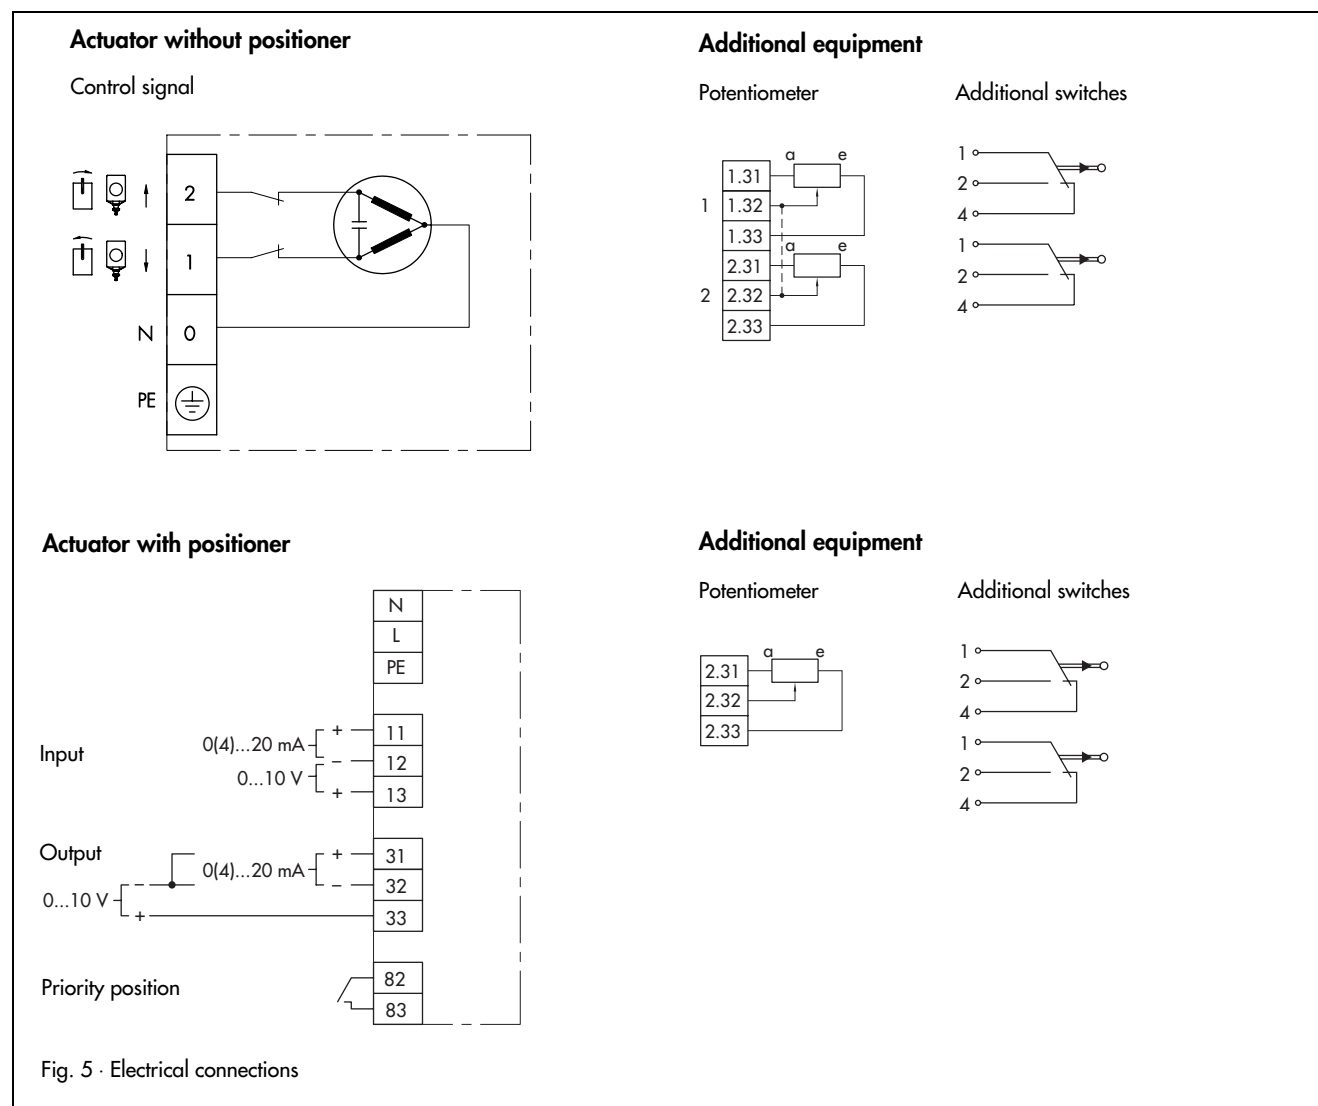 Actuator without positioner
Control signal
2
1
N 0
PE
Additional equipment
Potentiometer
a e
1.31
1 1.32
1.33
a e
2.31
2 2.32
2.33
Additional switches
1
2
4
1
2
4
Actuator with positioner
N
L
PE
Input
0(4)...20 mA + 11
– 12
0...10 V
+ 13
Output
0(4)...20 mA + 31
– 32
0...10 V –
+ 33
Priority position
82
83
Additional equipment
Potentiometer
a e
2.31
2.32
2.33
Additional switches
1
2
4
1
2
4
Fig. 5 · Electrical connections